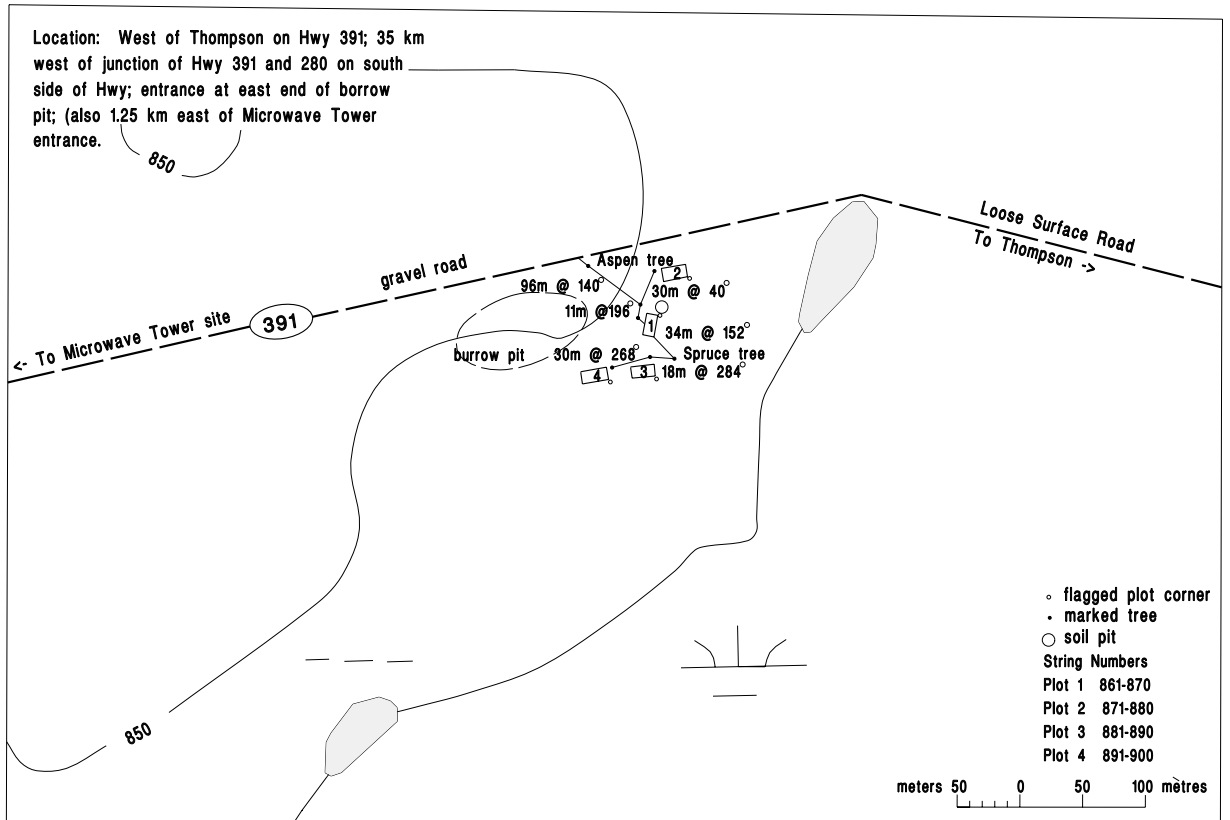 Location: West of Thompson on Hwy 391; 35 km
west of junction of Hwy 391 and 280 on south
side of Hwy; entrance at east end of borrow
pit; (also 1.25 km east of Microwave Tower
entrance.
850
Loose Surface Road
To Thompson ->
gravel road
391
<- To Microwave Tower site
Aspen tree
2
96m @ 140°
30m @ 40°
11m @196°
1
34m @ 152°
burrow pit
30m @ 268°
Spruce tree
4
3
18m @ 284°
850
flagged plot corner
marked tree
soil pit
String Numbers
Plot 1 861-870
Plot 2 871-880
Plot 3 881-890
Plot 4 891-900
meters 50 0 50 100 mètres